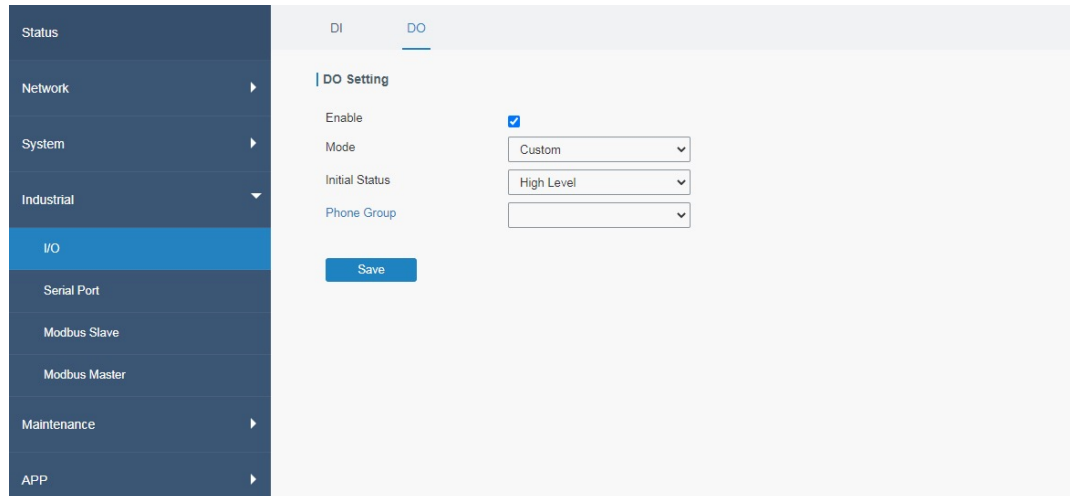 Status
Network
System
Industrial
I/O
Serial Port
Modbus Slave
Modbus Master
Maintenance
APP
DI DO
DO Setting
Enable
Mode Custom
Initial Status High Level
Phone Group
Save